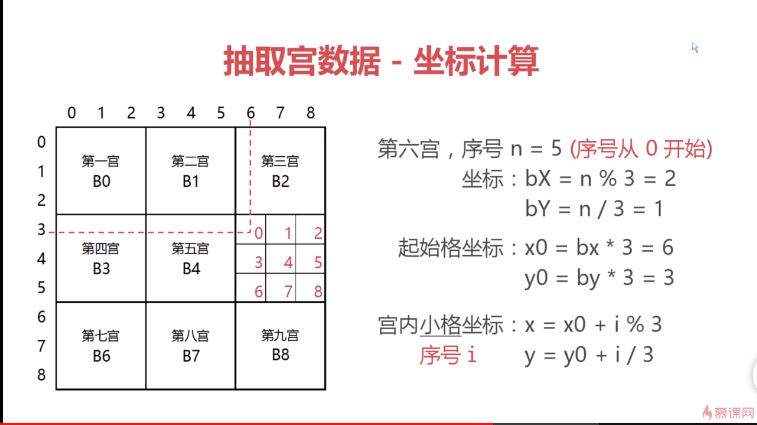 抽取宫数据 - 坐标计算
0 1 2 3 4 5 6 7 8
0
1
2
3
4
5
6
7
8
第一宫 第二宫 第三宫
B0 B1 B2
0 1 2
第四宫 第五宫
B3 B4
3 4 5
6 7 8
第七宫 第八宫 第九宫
B6 B7 B8
第六宫，序号 n = 5 (序号从 0 开始)
坐标：bX = n % 3 = 2
bY = n / 3 = 1
起始格坐标：x0 = bx * 3 = 6
y0 = by * 3 = 3
宫内小格坐标：x = x0 + i % 3
序号 i y = y0 + i / 3
慕课网